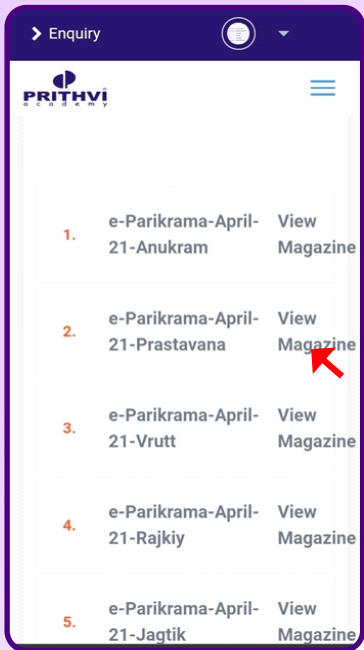 Enquiry
PRITHVI
academy
1. e-Parikrama-April- View
21-Anukram Magazine
2. e-Parikrama-April- View
21-Prastavana Magazine
3. e-Parikrama-April- View
21-Vrutt Magazine
4. e-Parikrama-April- View
21-Rajkiy Magazine
5. e-Parikrama-April- View
21-Jagtik Magazine